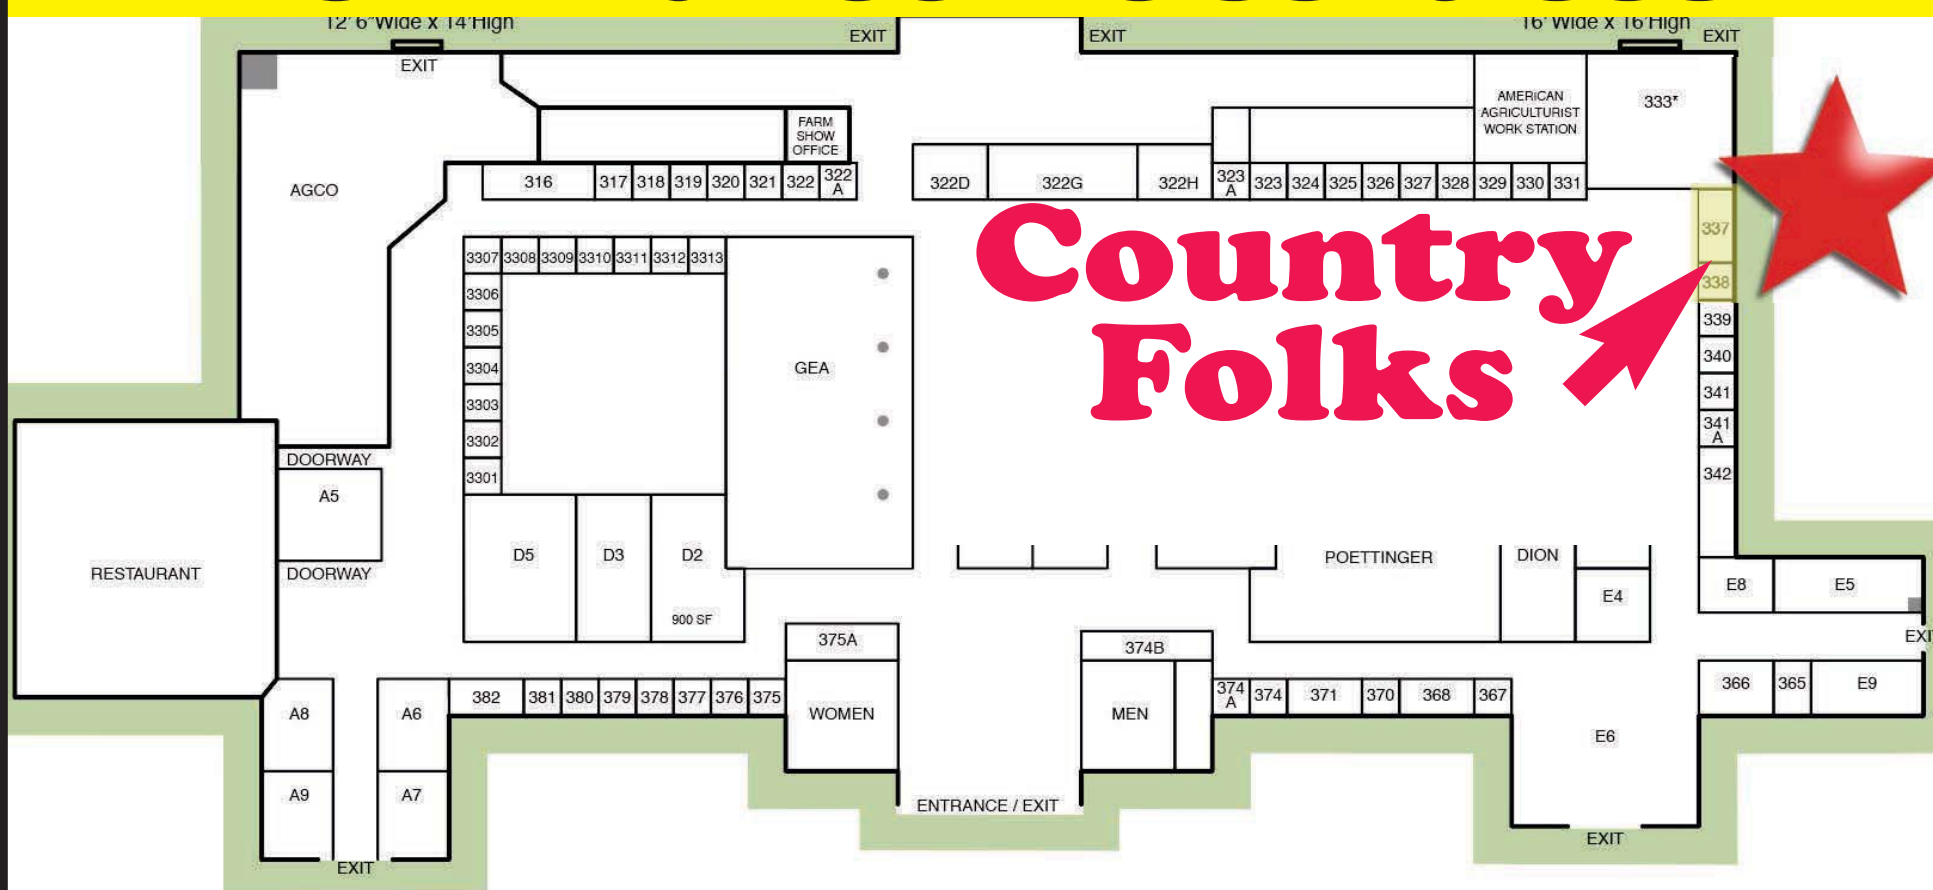 12' 6"Wide x 14'High
EXIT
EXIT
16' Wide x 16'High
EXIT
EXIT
AGCO
FARM
SHOW
OFFICE
AMERICAN
AGRICULTURIST
WORK STATION
333*
316 317 318 319 320 321 322 322
A
322D 322G 322H 323
A 323 324 325 326 327 328 329 330 331
Country
Folks
337
338
339
340
341
341
A
342
3307 3308 3309 3310 3311 3312 3313
3306
3305
3304
3303
3302
3301
GEA
DOORWAY
A5
DOORWAY
RESTAURANT
D5 D3 D2
900 SF
POETTINGER DION
E4
E8 E5
EXI
375A
374B
382 381 380 379 378 377 376 375
WOMEN
MEN
374
A 374 371 370 368 367
366 365 E9
A8 A6
A9 A7
E6
ENTRANCE / EXIT
EXIT
EXIT